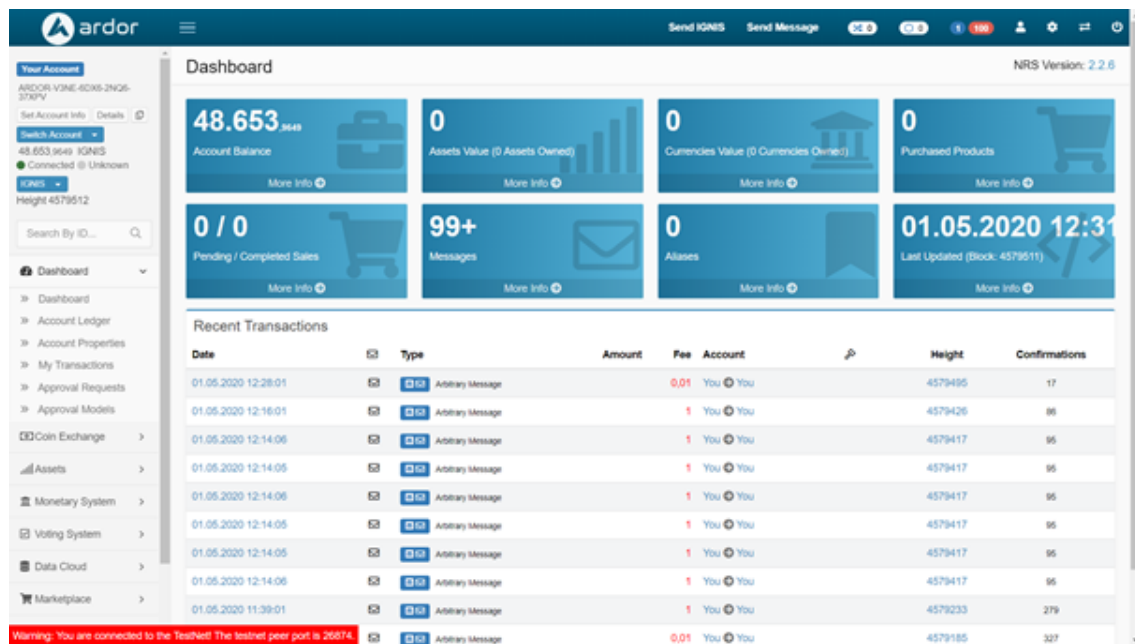 ardor
Send IGNIS Send Message 0 0 1 100
Your Account
ARDOR-V3NE-6DX6-2NQ6-
37XPV
Set Account Info Details
Switch Account
48.653,9649 IGNIS
Connected @ Unknown
IGNIS
Height 4579512
Search By ID...
Dashboard
Dashboard
Account Ledger
Account Properties
My Transactions
Approval Requests
Approval Models
Coin Exchange
Assets
Monetary System
Voting System
Data Cloud
Marketplace
Warning: You are connected to the TestNet! The testnet peer port is 26874.
Dashboard NRS Version: 2.2.6
48.653,9649
Account Balance
More Info
0
Assets Value (0 Assets Owned)
More Info
0
Currencies Value (0 Currencies Owned)
More Info
0
Purchased Products
More Info
0 / 0
Pending / Completed Sales
More Info
99+
Messages
More Info
0
Aliases
More Info
01.05.2020 12:31
Last Updated (Block: 4579511)
More Info
Recent Transactions
Date Type Amount Fee Account Height Confirmations
01.05.2020 12:28:01 Arbitrary Message 0,01 You You 4579495 17
01.05.2020 12:16:01 Arbitrary Message 1 You You 4579426 86
01.05.2020 12:14:06 Arbitrary Message 1 You You 4579417 95
01.05.2020 12:14:05 Arbitrary Message 1 You You 4579417 95
01.05.2020 12:14:06 Arbitrary Message 1 You You 4579417 95
01.05.2020 12:14:05 Arbitrary Message 1 You You 4579417 95
01.05.2020 12:14:05 Arbitrary Message 1 You You 4579417 95
01.05.2020 12:14:06 Arbitrary Message 1 You You 4579417 95
01.05.2020 11:39:01 Arbitrary Message 1 You You 4579233 279
Arbitrary Message 0,01 You You 4579185 327